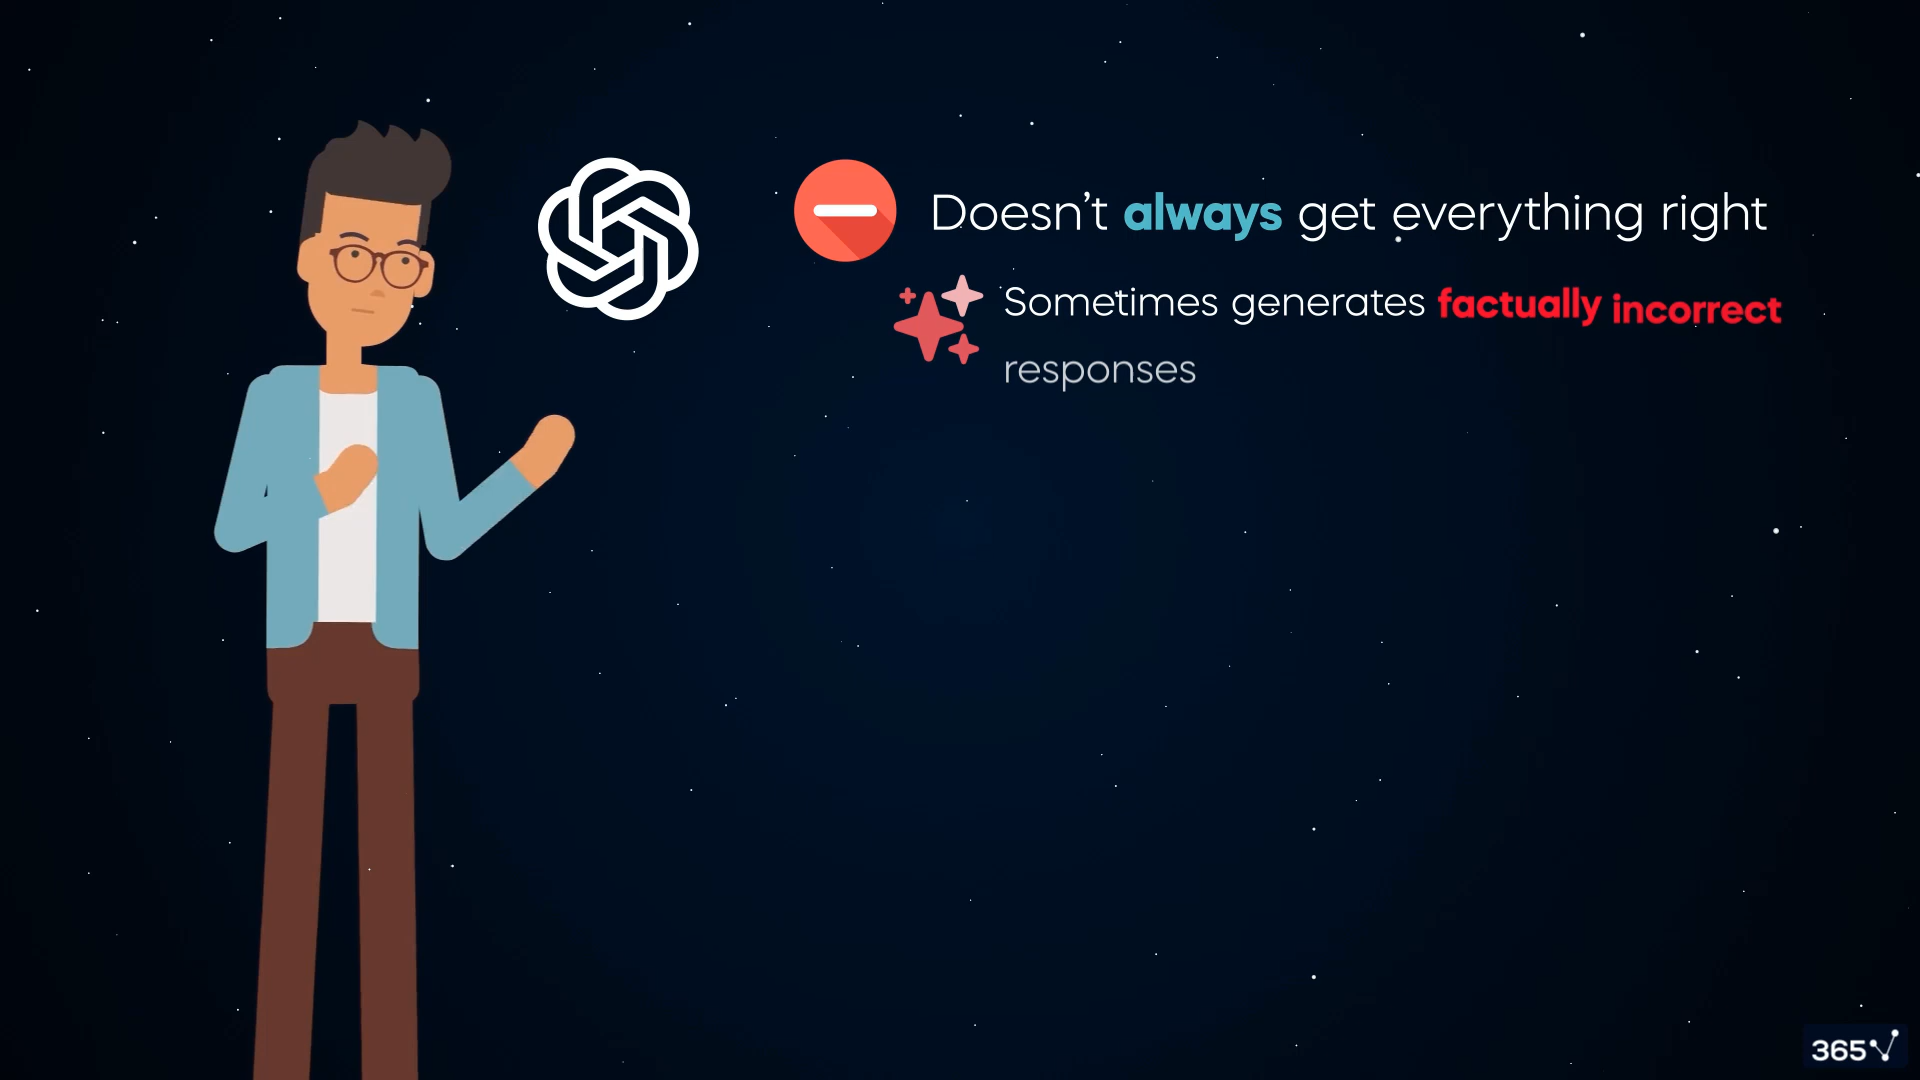 Doesn’t always get everything right
Sometimes generates factually incorrect
responses
365